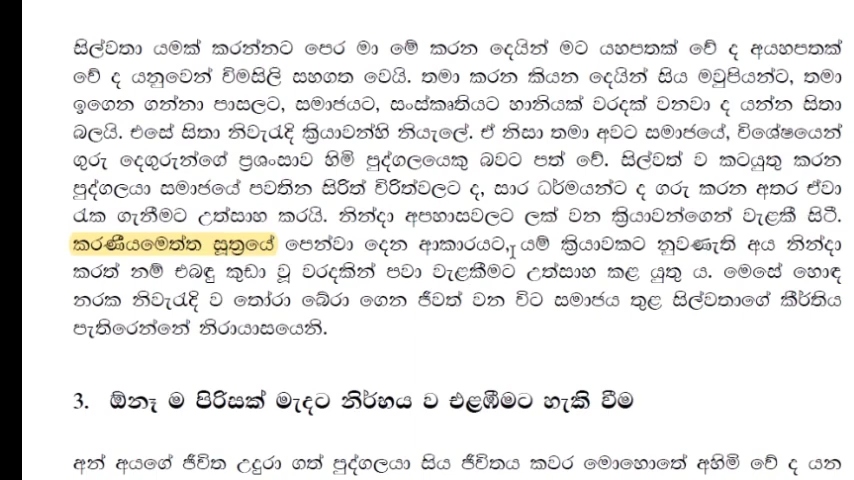 සිල්වතා යමක් කරන්නට පෙර මා මේ කරන දෙයින් මට යහපතක් වේ ද අයහපතක්
වේ ද යනුවෙන් විමසිලි සහගත වෙයි. තමා කරන කියන දෙයින් සිය මවුපියන්ට, තමා
ඉගෙන ගන්නා පාසලට, සමාජයට, සංස්කෘතියට හානියක් වරදක් වනවා ද යන්න සිතා
බලයි. එසේ සිතා නිවැරැදි ක්‍රියාවන්හි නියැලේ. ඒ නිසා තමා අවට සමාජයේ, විශේෂයෙන්
ගුරු දෙගුරුන්ගේ ප්‍රශංසාව හිමි පුද්ගලයෙකු බවට පත් වේ. සිල්වත් ව කටයුතු කරන
පුද්ගලයා සමාජයේ පවතින සිරිත් විරිත්වලට ද, සාර ධර්මයන්ට ද ගරු කරන අතර ඒවා
රැක ගැනීමට උත්සාහ කරයි. නින්දා අපහාසවලට ලක් වන ක්‍රියාවන්ගෙන් වැළකී සිටී.
කරණීයමෙත්ත සූත්‍රයේ පෙන්වා දෙන ආකාරයට, යම් ක්‍රියාවකට නුවණැති අය නින්දා
කරත් නම් එබඳු කුඩා වූ වරදකින් පවා වැළකීමට උත්සාහ කළ යුතු ය. මෙසේ හොඳ
නරක නිවැරැදි ව තෝරා බේරා ගෙන ජීවත් වන විට සමාජය තුළ සිල්වතාගේ කීර්තිය
පැතිරෙන්නේ නිරායාසයෙනි.
3. ඕනෑ ම පිරිසක් මැදට නිර්භය ව එළඹීමට හැකි වීම
අන් අයගේ ජීවිත උදුරා ගත් පුද්ගලයා සිය ජීවිතය කවර මොහොතේ අහිමි වේ ද යන